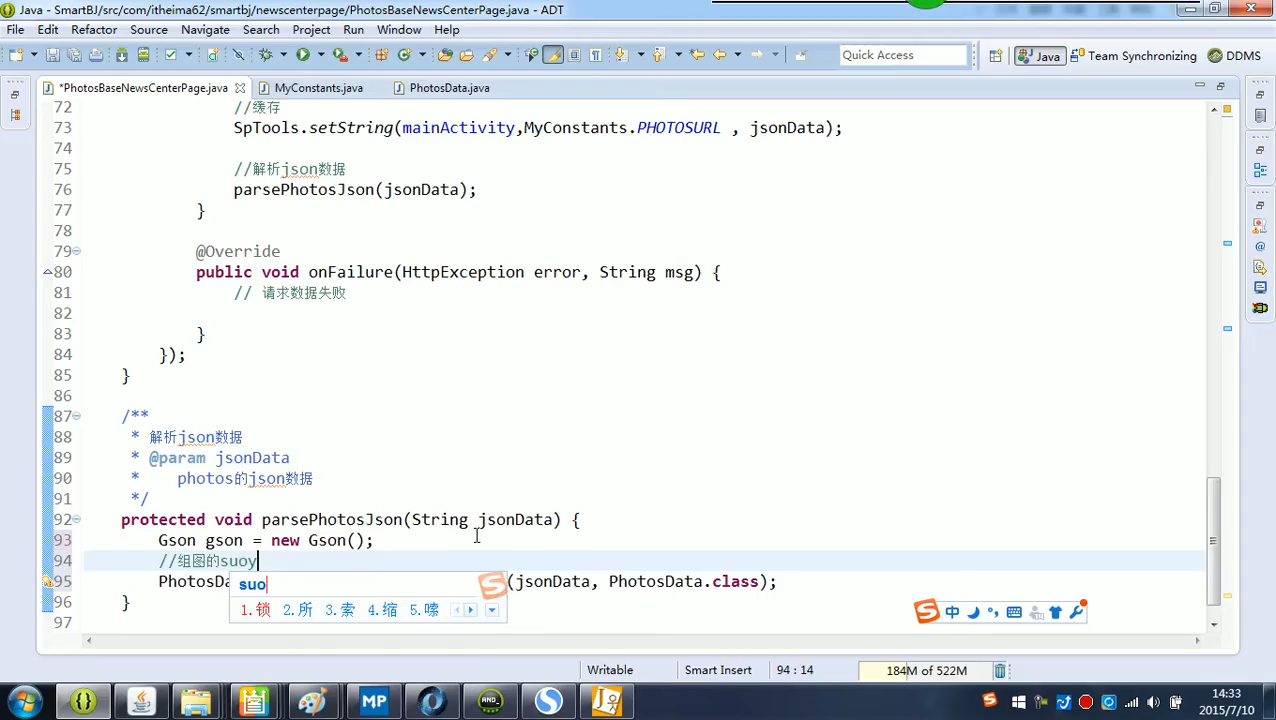 Java - SmartBJ/src/com/itheima62/smartbj/newscenterpage/PhotosBaseNewsCenterPage.java - ADT
File Edit Refactor Source Navigate Search Project Run Window Help
Quick Access Java Team Synchronizing DDMS
*PhotosBaseNewsCenterPage.java MyConstants.java PhotosData.java
72 //缓存
73 SpTools.setString(mainActivity,MyConstants.PHOTOSURL , jsonData);
74
75 //解析json数据
76 parsePhotosJson(jsonData);
77 }
78
79 @Override
80 public void onFailure(HttpException error, String msg) {
81 // 请求数据失败
82
83 }
84 });
85 }
86
87 /**
88 * 解析json数据
89 * @param jsonData
90 * photos的json数据
91 */
92 protected void parsePhotosJson(String jsonData) {
93 Gson gson = new Gson();
94 //组图的suoy
95 PhotosDa (jsonData, PhotosData.class);
suo
96 }
1.锁 2.所 3.索 4.缩 5.嗦
中
97
Writable Smart Insert 94 : 14 184M of 522M
MP
AND_
14:33
2015/7/10